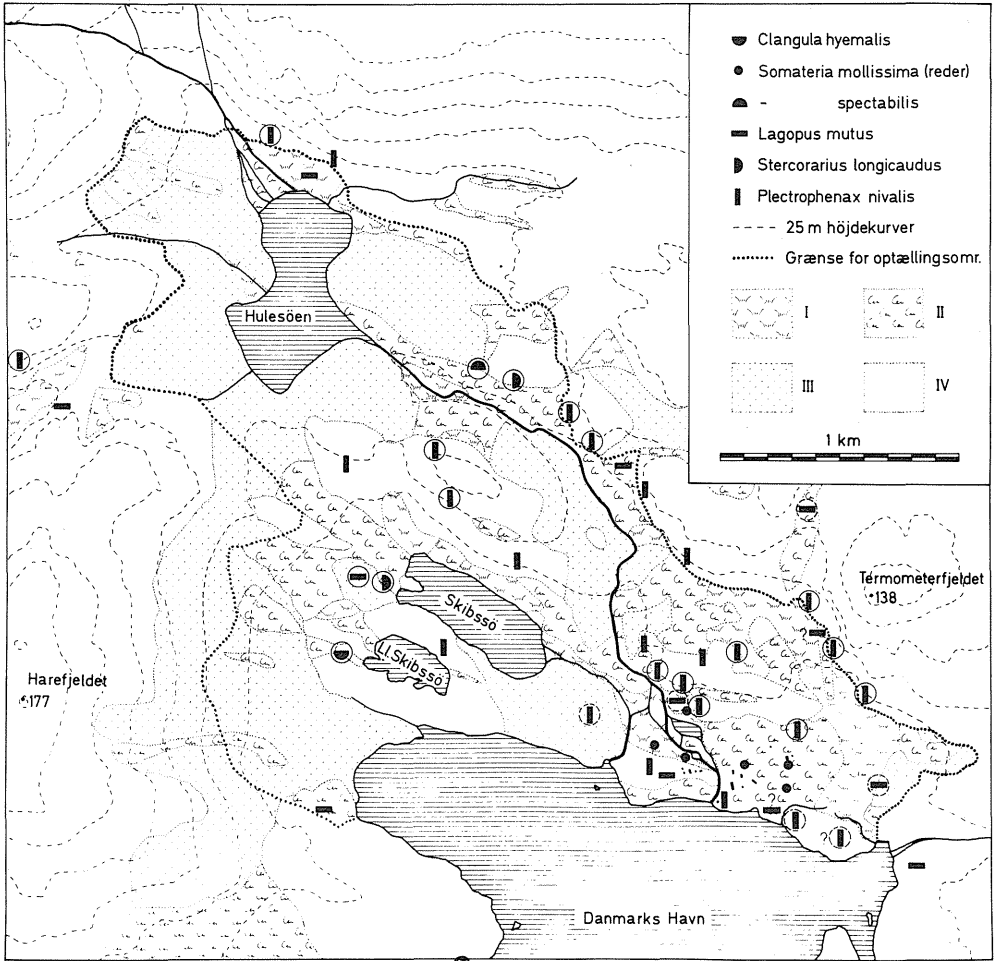 Clangula hyemalis
Somateria mollissima (reder)
- spectabilis
Lagopus mutus
Stercorarius longicaudus
Plectrophenax nivalis
25 m höjdekurver
Grænse for optællingsomr.
I II
III IV
1 km
Hulesöen
Termometerfjeldet
138
Skibssö
Ll. Skibssö
Harefjeldet
177
?
?
?
Danmarks Havn